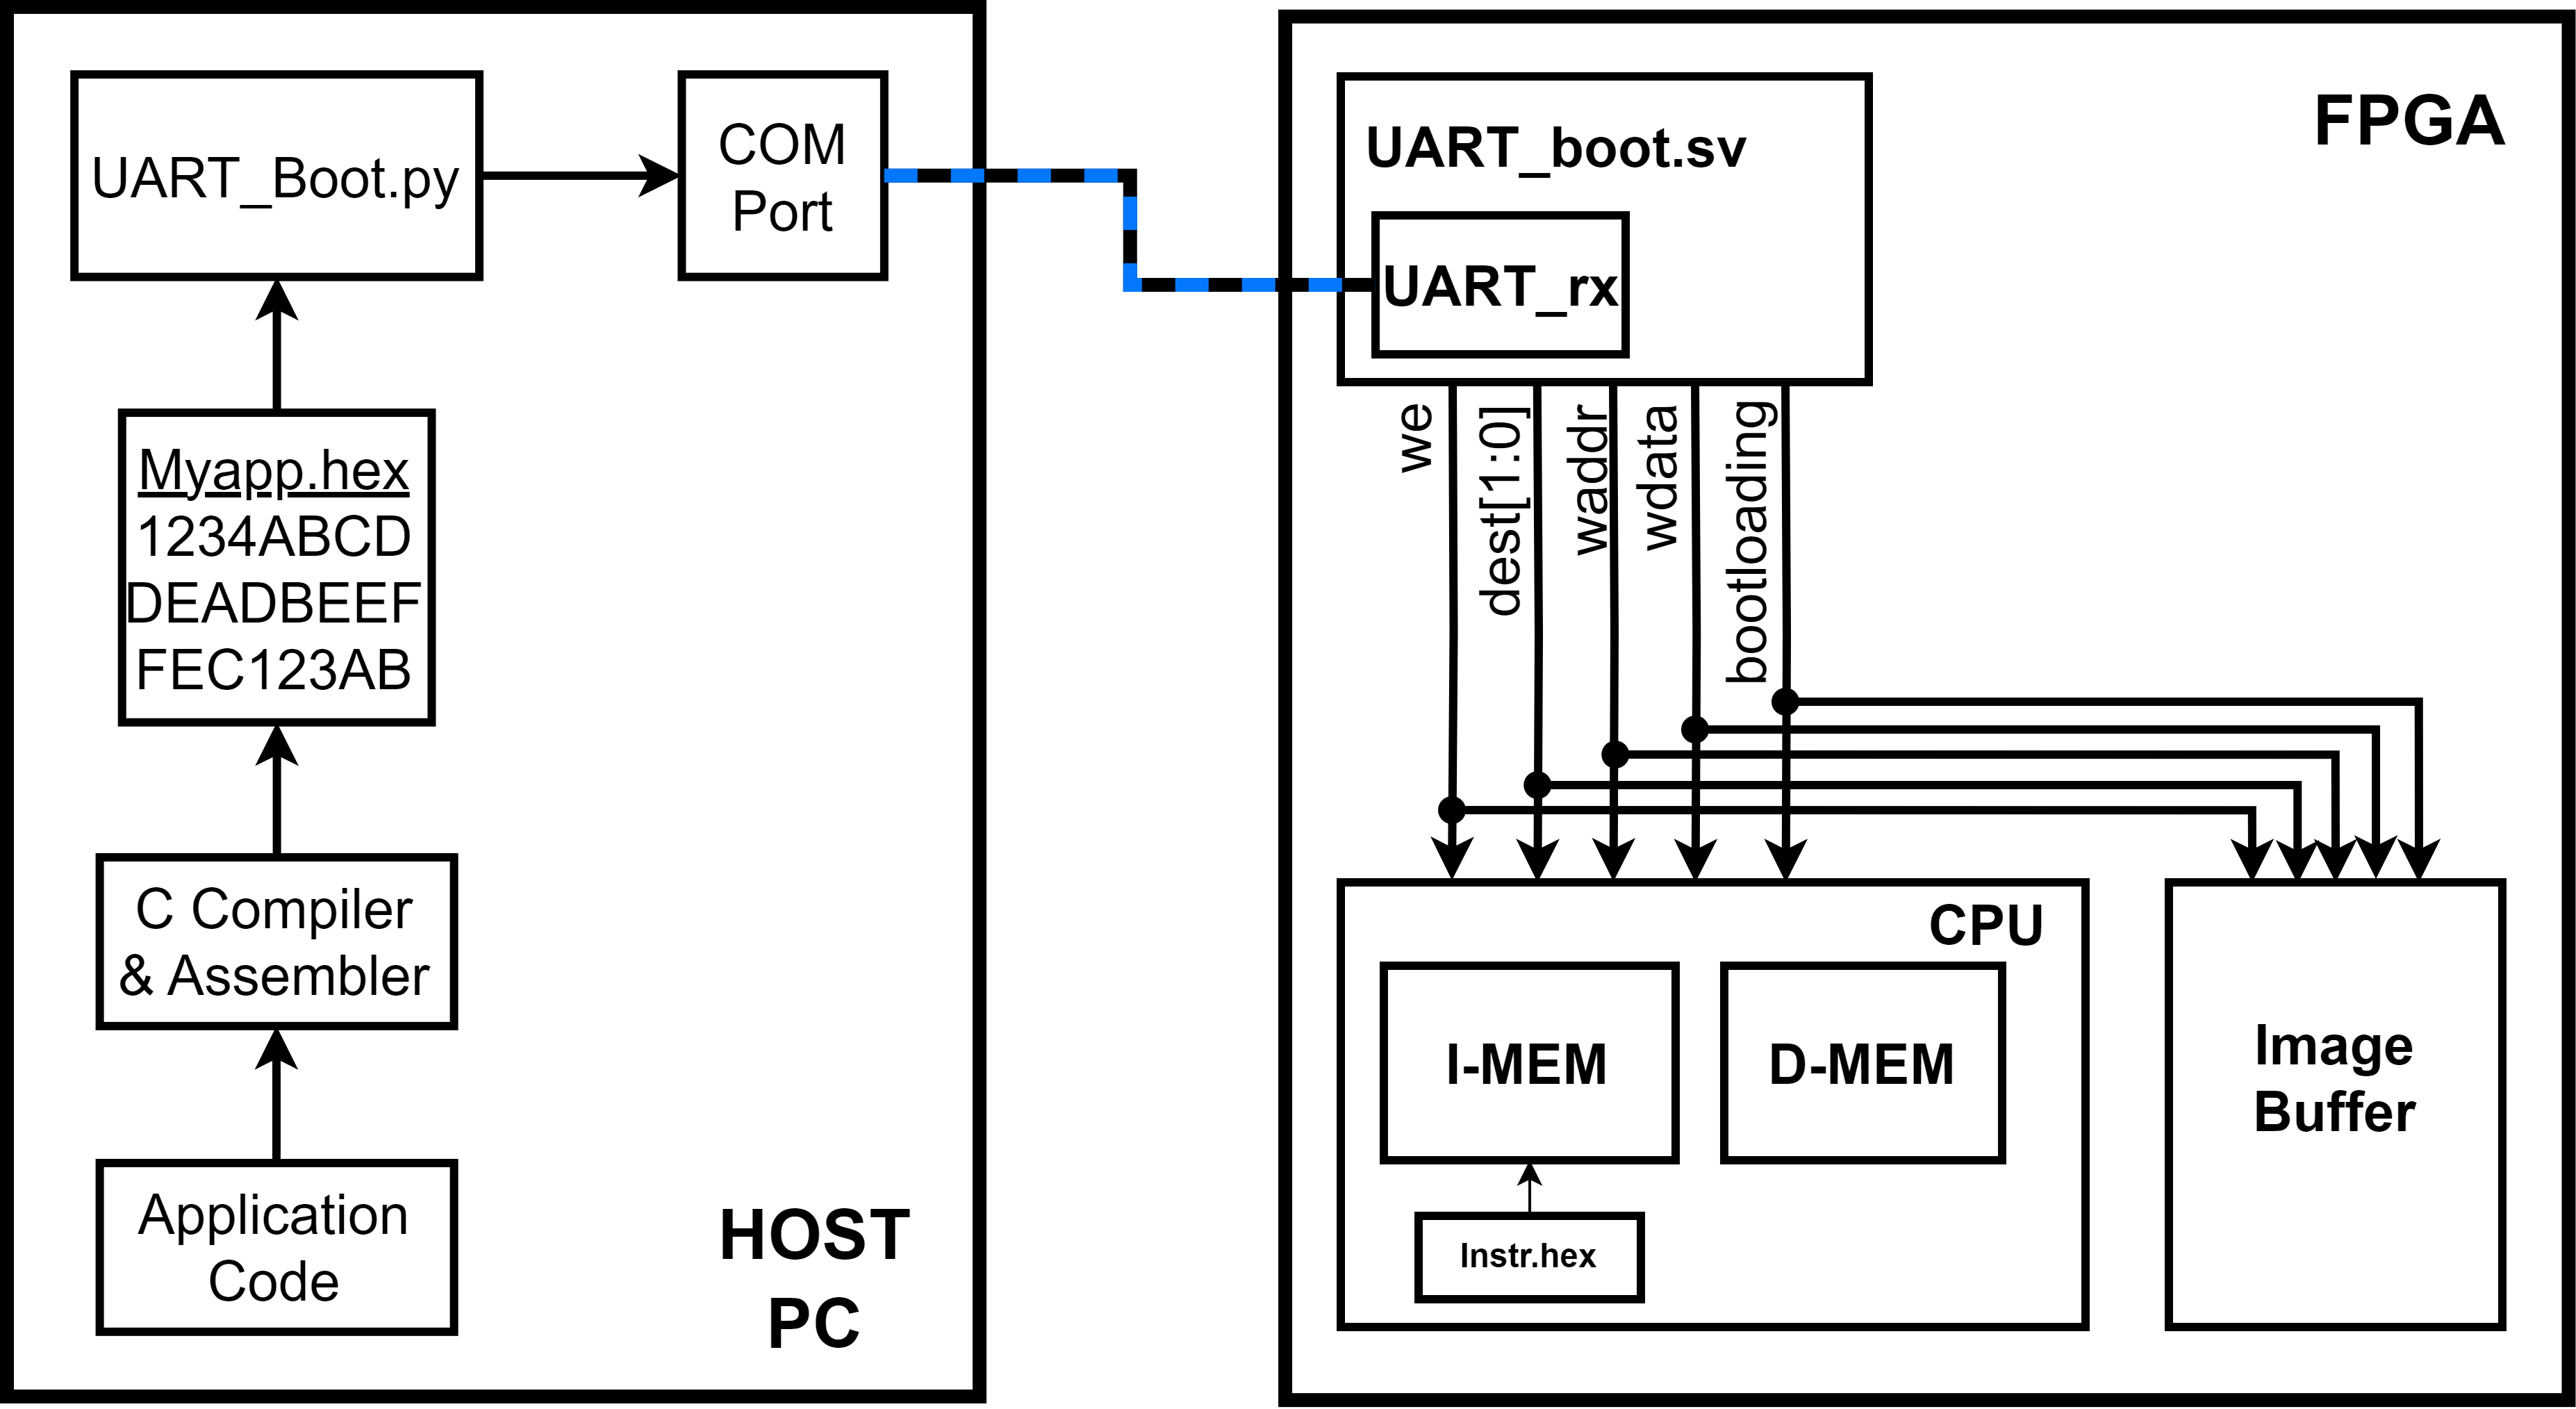 UART_Boot.py
COM
Port
Myapp.hex
1234ABCD
DEADBEEF
FEC123AB
C Compiler
& Assembler
Application
Code
HOST
PC
FPGA
UART_boot.sv
UART_rx
we
dest[1:0]
waddr
wdata
bootloading
CPU
I-MEM
D-MEM
Instr.hex
Image
Buffer